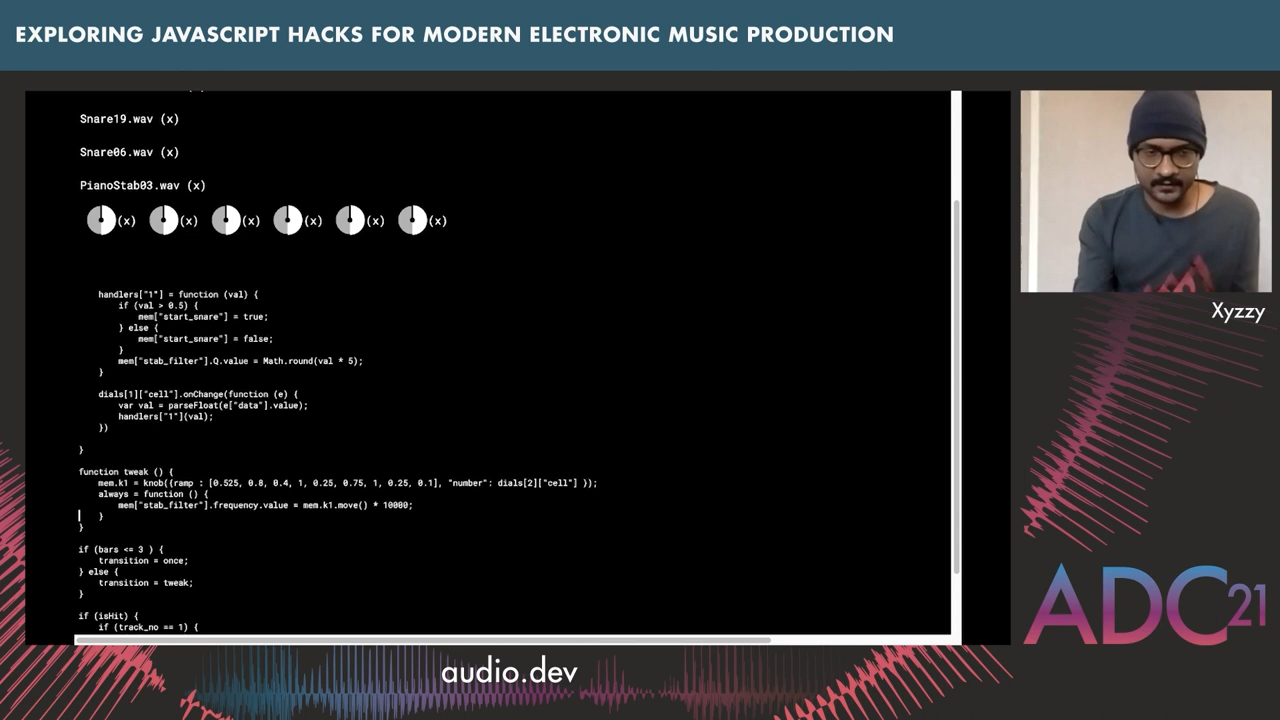 EXPLORING JAVASCRIPT HACKS FOR MODERN ELECTRONIC MUSIC PRODUCTION
Snare19.wav (x)
Snare06.wav (x)
PianoStab03.wav (x)
(x) (x) (x) (x) (x) (x)
handlers["1"] = function (val) {
if (val > 0.5) {
mem["start_snare"] = true;
} else {
mem["start_snare"] = false;
}
mem["stab_filter"].Q.value = Math.round(val * 5);
}
dials[1]["cell"].onChange(function (e) {
var val = parseFloat(e["data"].value);
handlers["1"](val);
})
}
function tweak () {
mem.k1 = knob({ramp : [0.525, 0.8, 0.4, 1, 0.25, 0.75, 1, 0.25, 0.1], "number": dials[2]["cell"] });
always = function () {
mem["stab_filter"].frequency.value = mem.k1.move() * 10000;
}
}
if (bars <= 3 ) {
transition = once;
} else {
transition = tweak;
}
if (isHit) {
if (track_no == 1) {
Xyzzy
ADC21
audio.dev